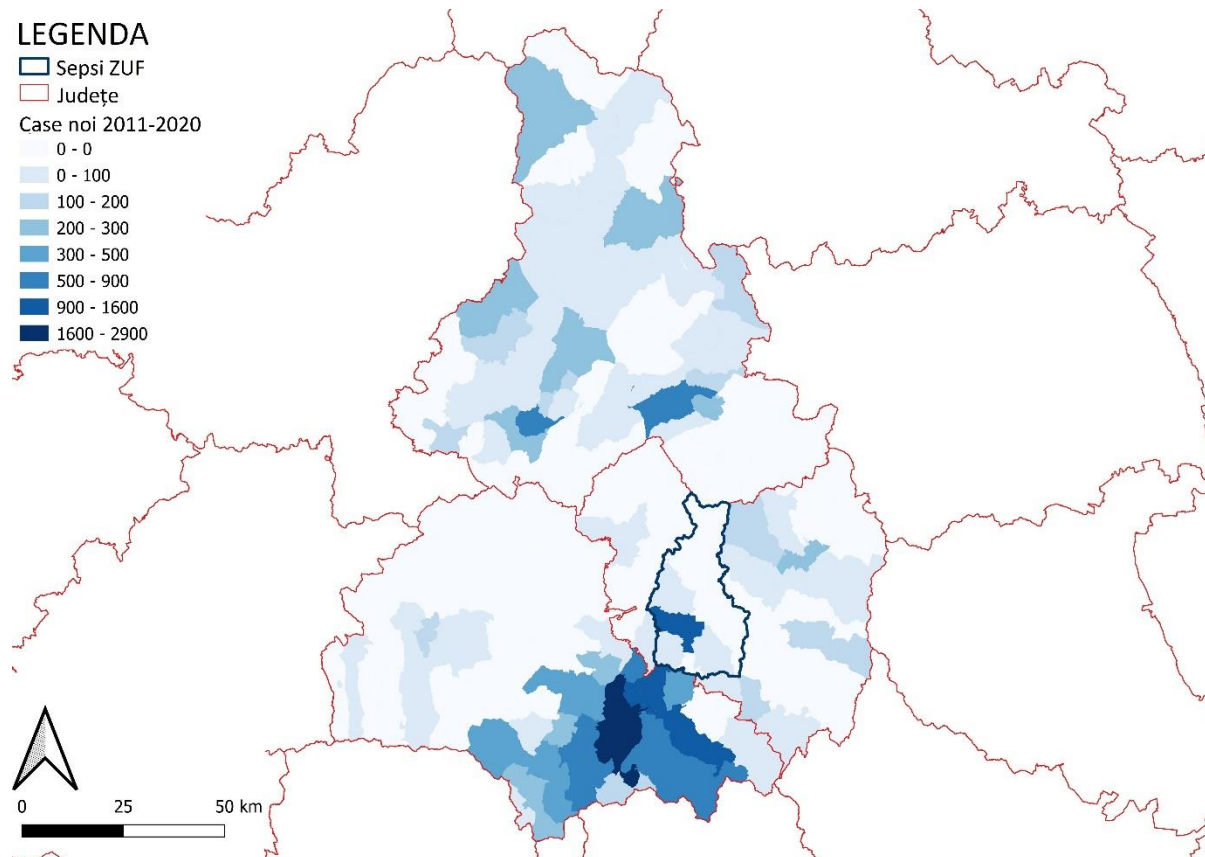 LEGENDA
Sepsi ZUF
Județe
Case noi 2011-2020
0 - 0
0 - 100
100 - 200
200 - 300
300 - 500
500 - 900
900 - 1600
1600 - 2900
0 25 50 km